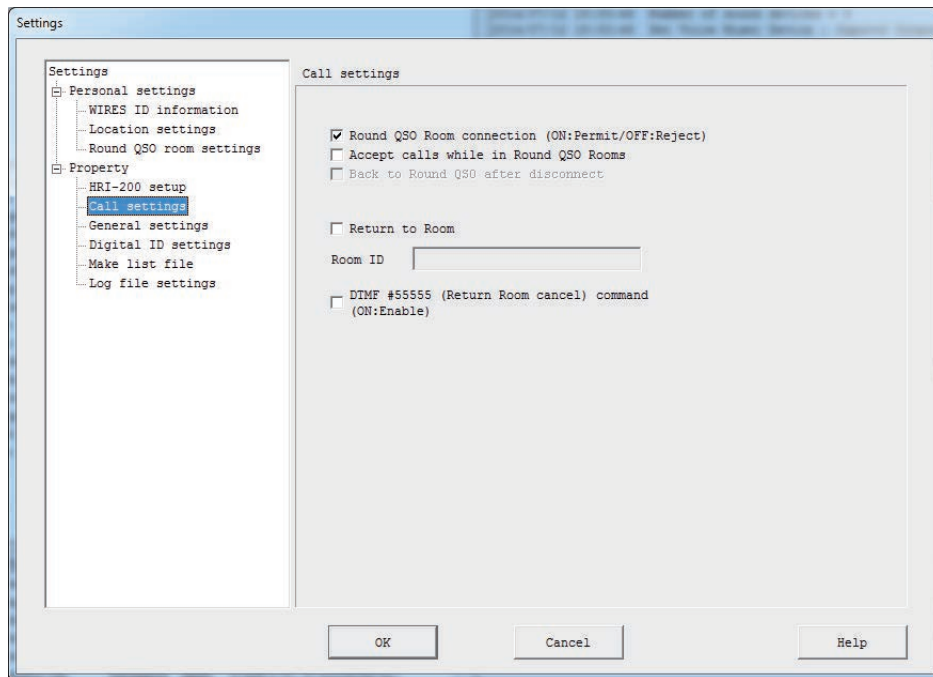 Settings
Settings
Personal settings
WIRES ID information
Location settings
Round QSO room settings
Property
HRI-200 setup
Call settings
General settings
Digital ID settings
Make list file
Log file settings
Call settings
Round QSO Room connection (ON:Permit/OFF:Reject)
Accept calls while in Round QSO Rooms
Back to Round QSO after disconnect
Return to Room
Room ID
DTMF #55555 (Return Room cancel) command
(ON:Enable)
OK Cancel Help